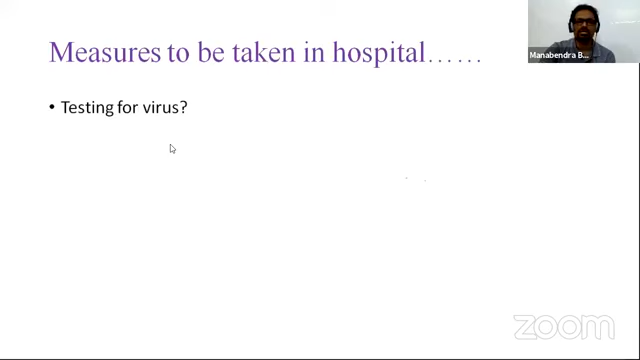 Measures to be taken in hospital……
Manabendra B...
• Testing for virus?
zoom